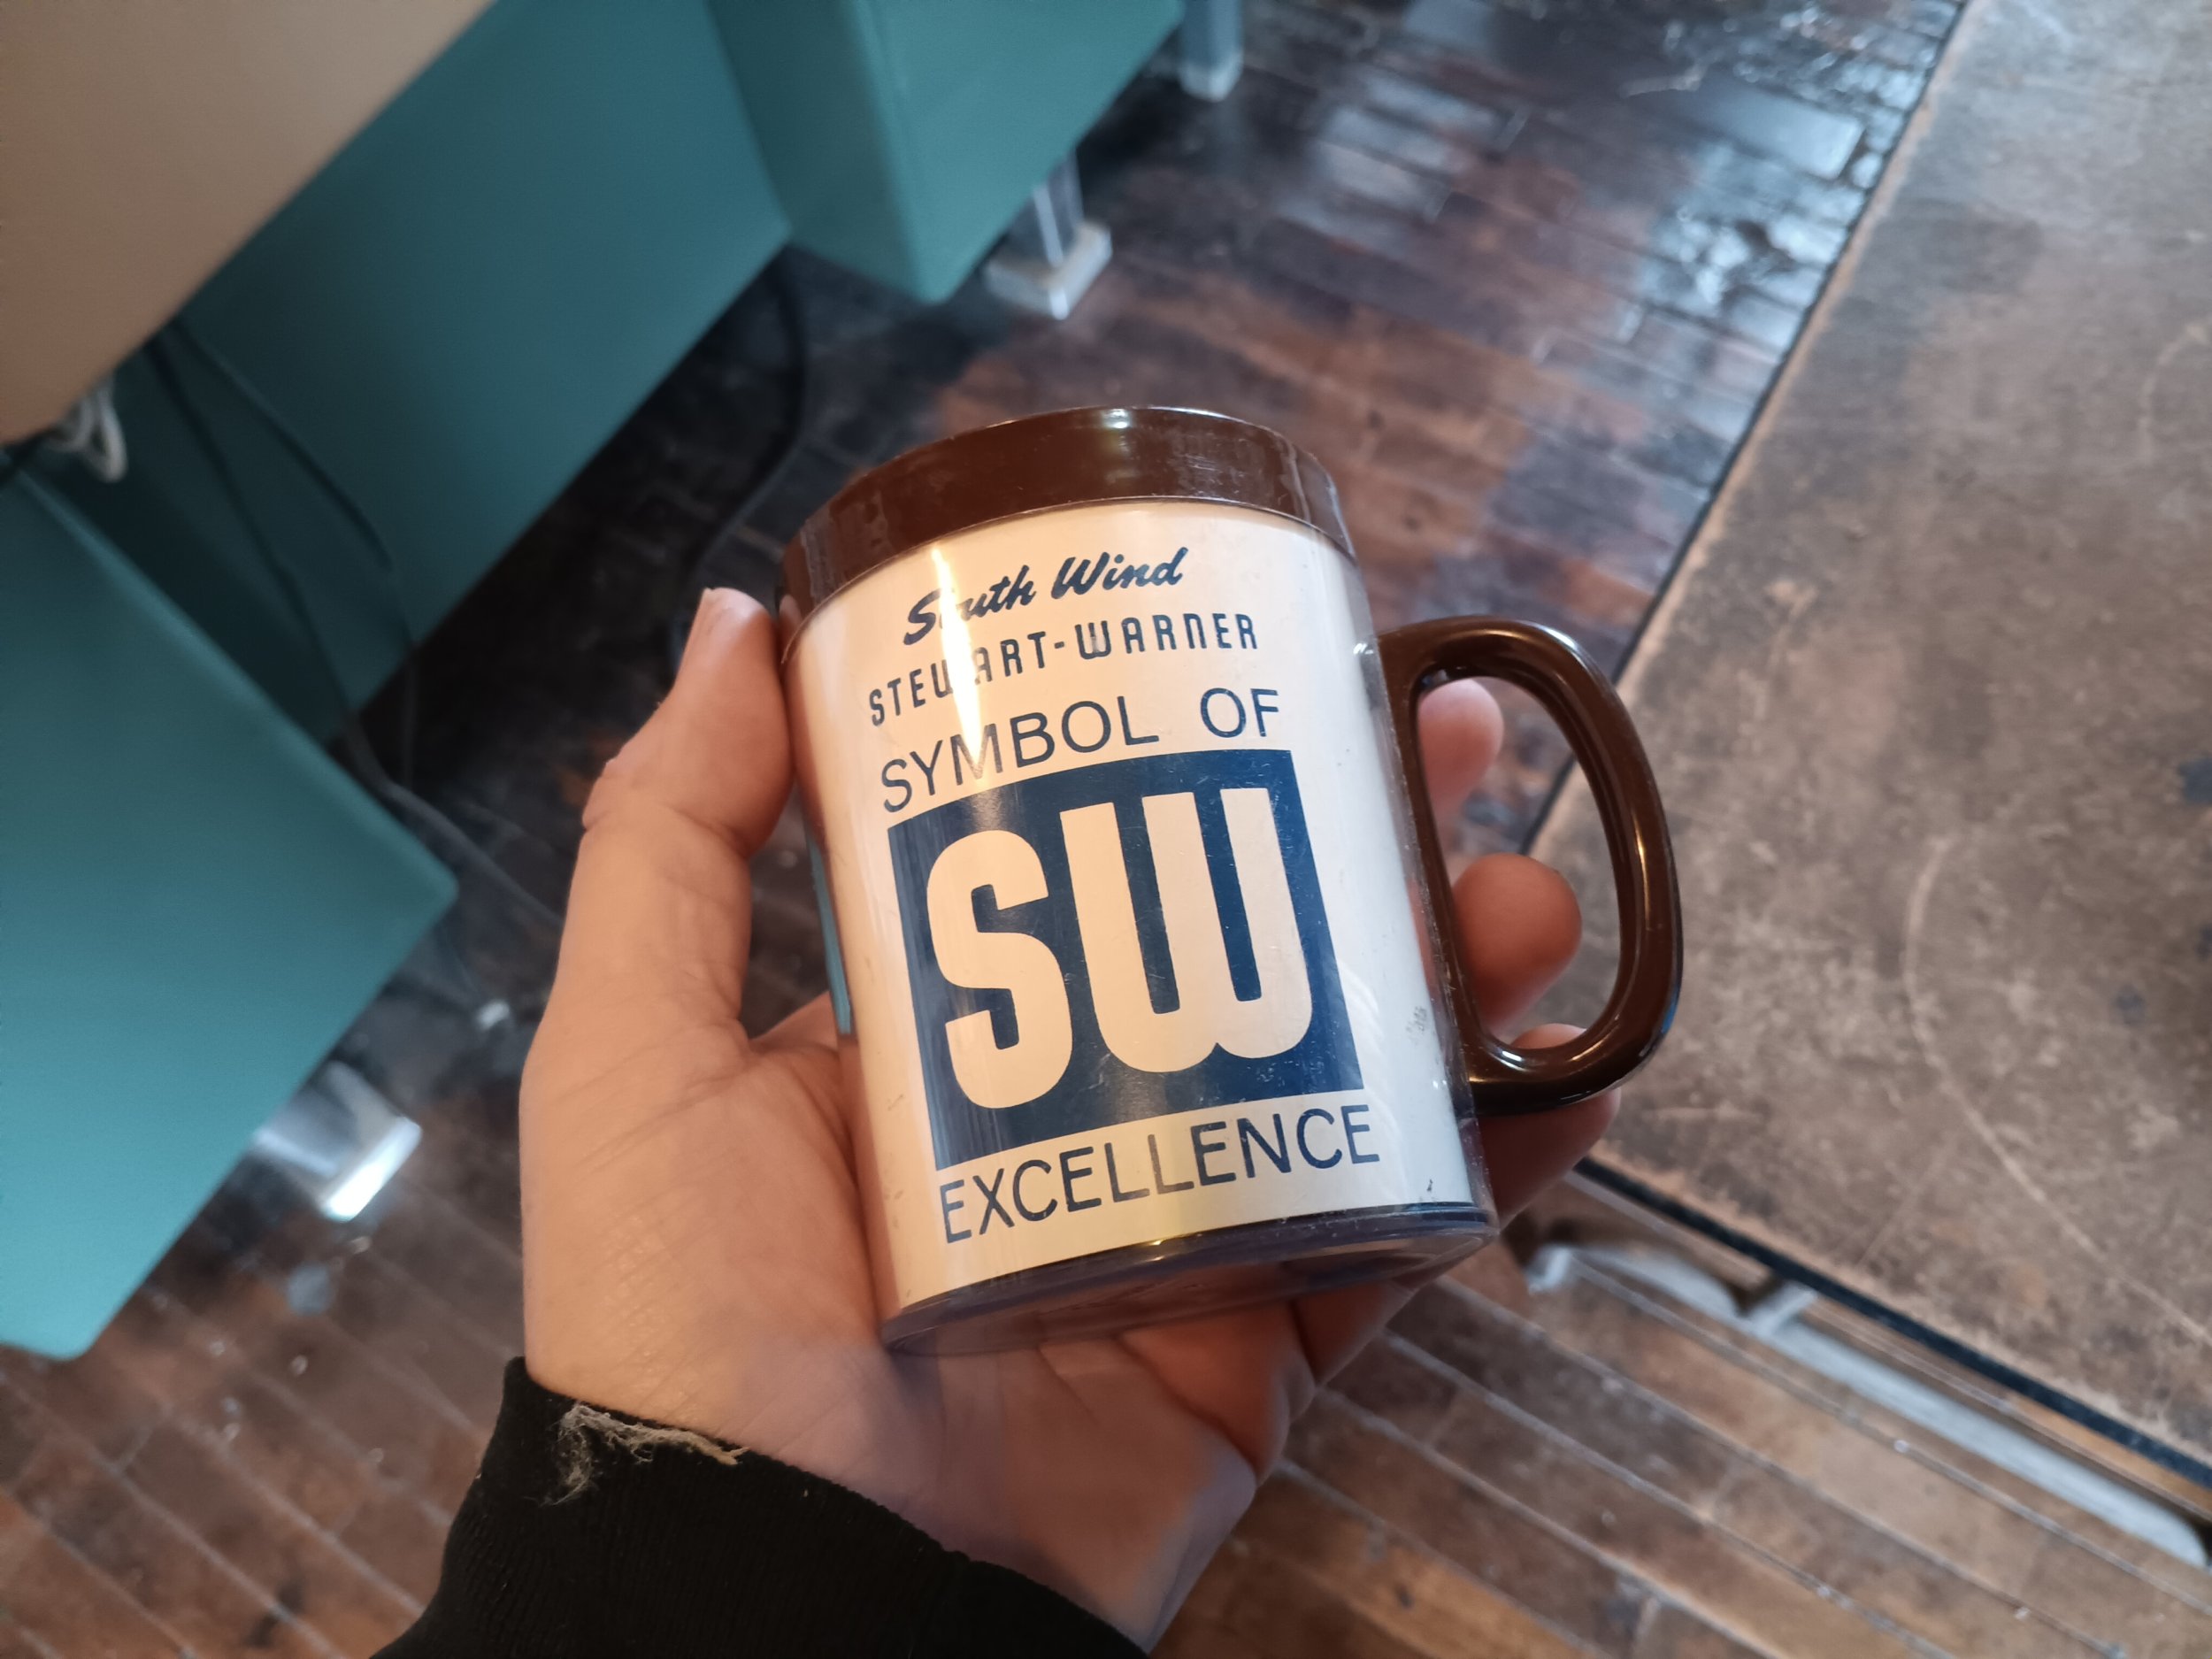 South Wind
STEWART-WARNER
SYMBOL OF
SW
EXCELLENCE